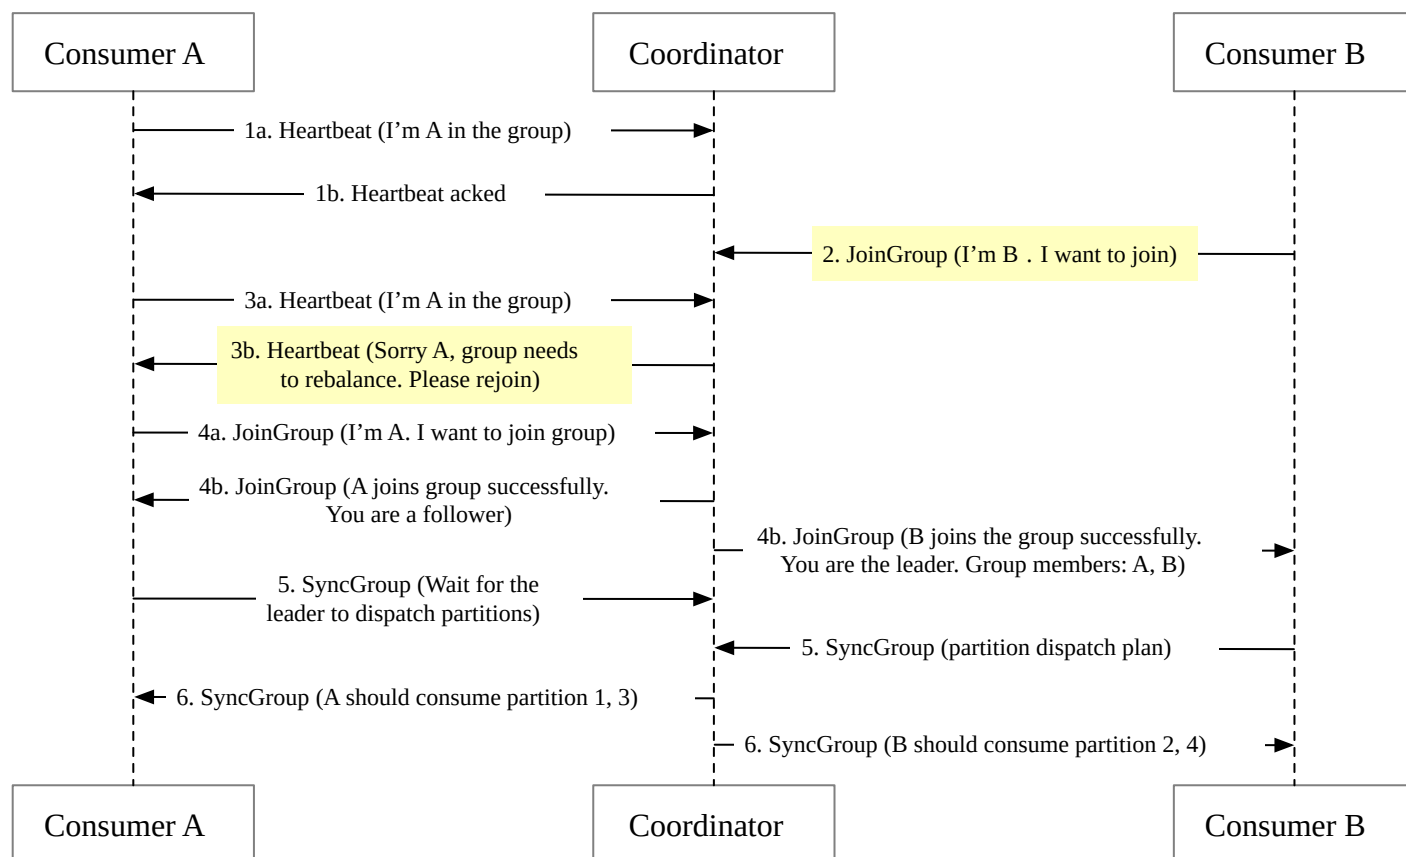 Consumer A
Coordinator
Consumer B
1a. Heartbeat (I’m A in the group)
1b. Heartbeat acked
2. JoinGroup (I’m B . I want to join)
3a. Heartbeat (I’m A in the group)
3b. Heartbeat (Sorry A, group needs
to rebalance. Please rejoin)
4a. JoinGroup (I’m A. I want to join group)
4b. JoinGroup (A joins group successfully.
You are a follower)
4b. JoinGroup (B joins the group successfully.
You are the leader. Group members: A, B)
5. SyncGroup (Wait for the
leader to dispatch partitions)
5. SyncGroup (partition dispatch plan)
6. SyncGroup (A should consume partition 1, 3)
6. SyncGroup (B should consume partition 2, 4)
Consumer A
Coordinator
Consumer B